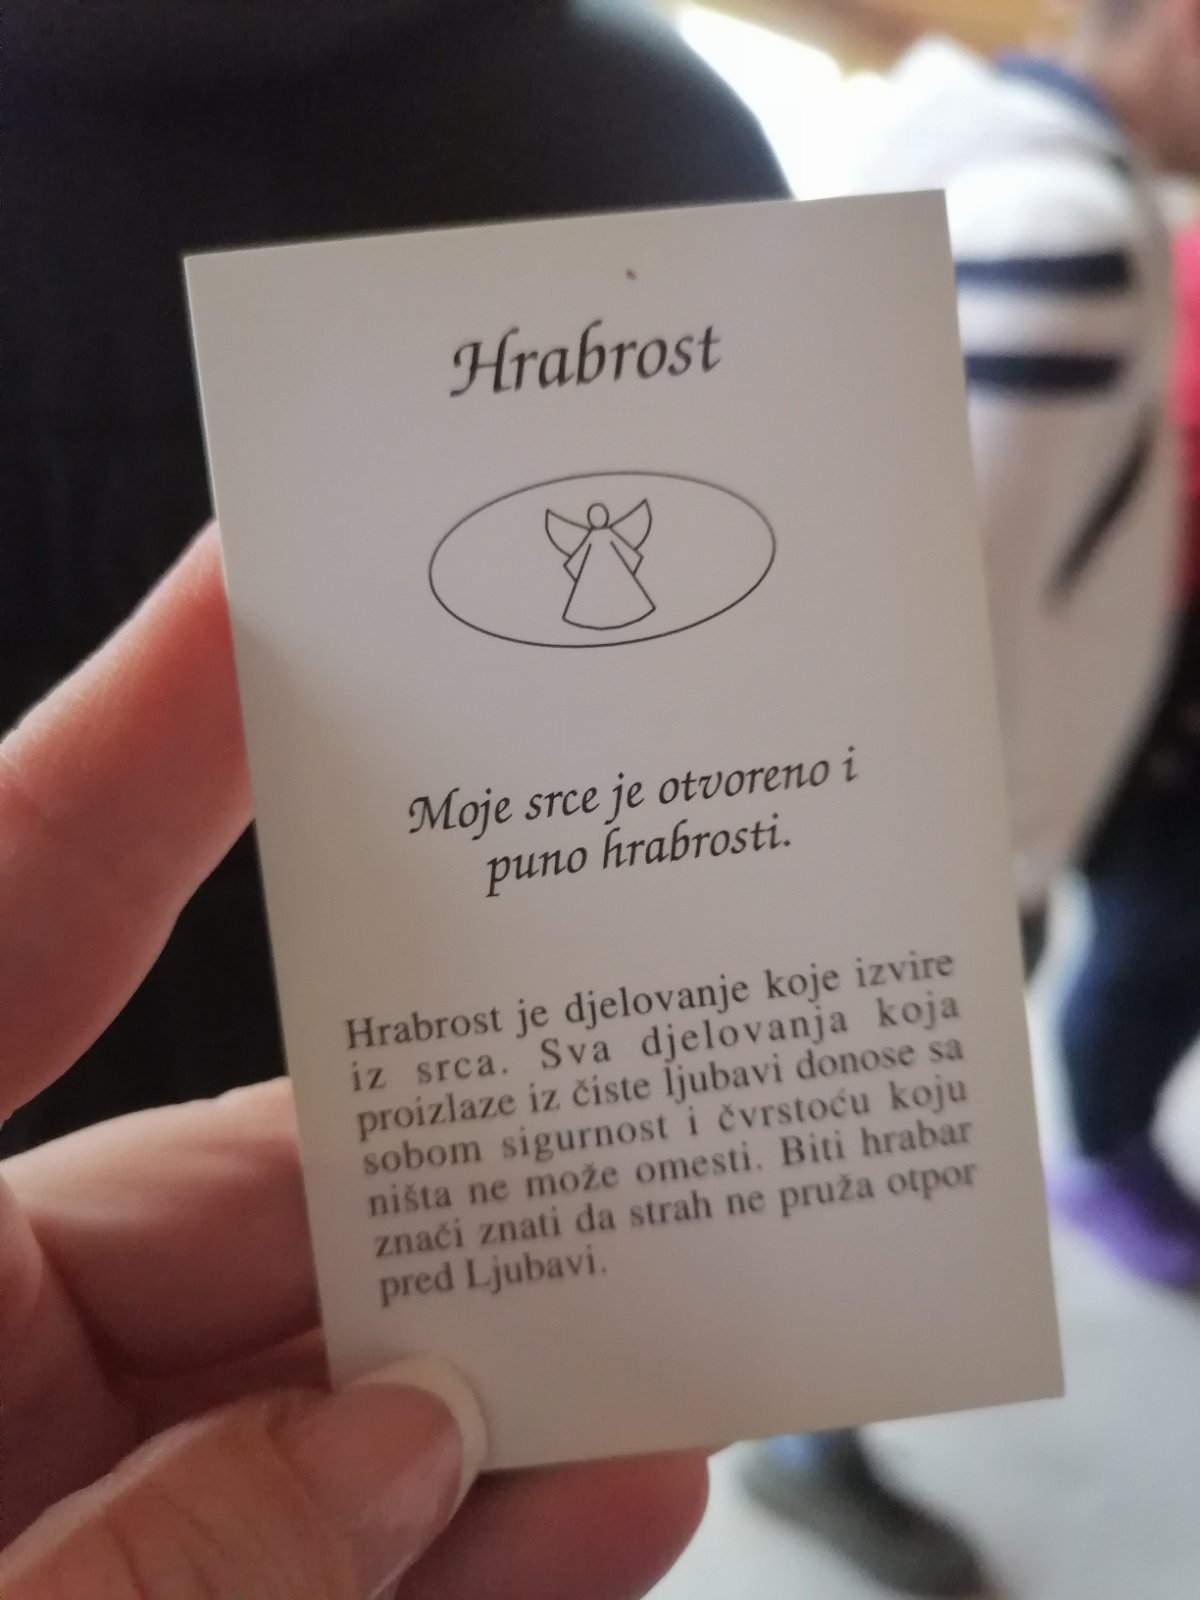 Hrabrost
Moje srce je otvoreno i
puno hrabrosti.
Hrabrost je djelovanje koje izvire
iz srca. Sva djelovanja koja
proizlaze iz čiste ljubavi donose sa
sobom sigurnost i čvrstoću koju
ništa ne može omesti. Biti hrabar
znači znati da strah ne pruža otpor
pred Ljubavi.